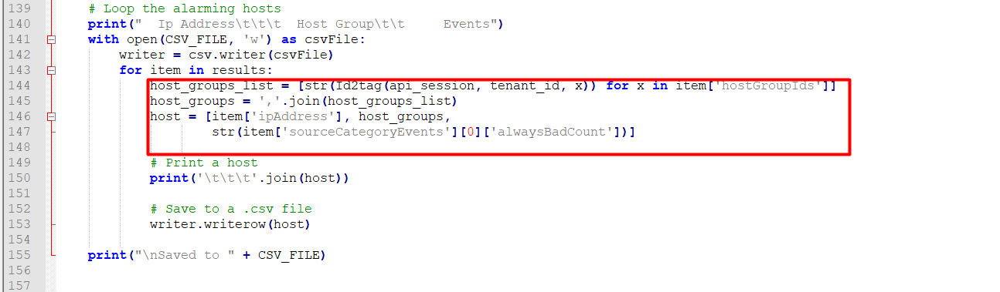 139 # Loop the alarming hosts
140 print("  Ip Address\t\t\t  Host Group\t\t     Events")
141 with open(CSV_FILE, 'w') as csvFile:
142     writer = csv.writer(csvFile)
143     for item in results:
144         host_groups_list = [str(Id2tag(api_session, tenant_id, x)) for x in item['hostGroupIds']]
145         host_groups = ','.join(host_groups_list)
146         host = [item['ipAddress'], host_groups,
147                 str(item['sourceCategoryEvents'][0]['alwaysBadCount'])]
148
149         # Print a host
150         print('\t\t\t'.join(host))
151
152         # Save to a .csv file
153         writer.writerow(host)
154
155 print("\nSaved to " + CSV_FILE)
156
157